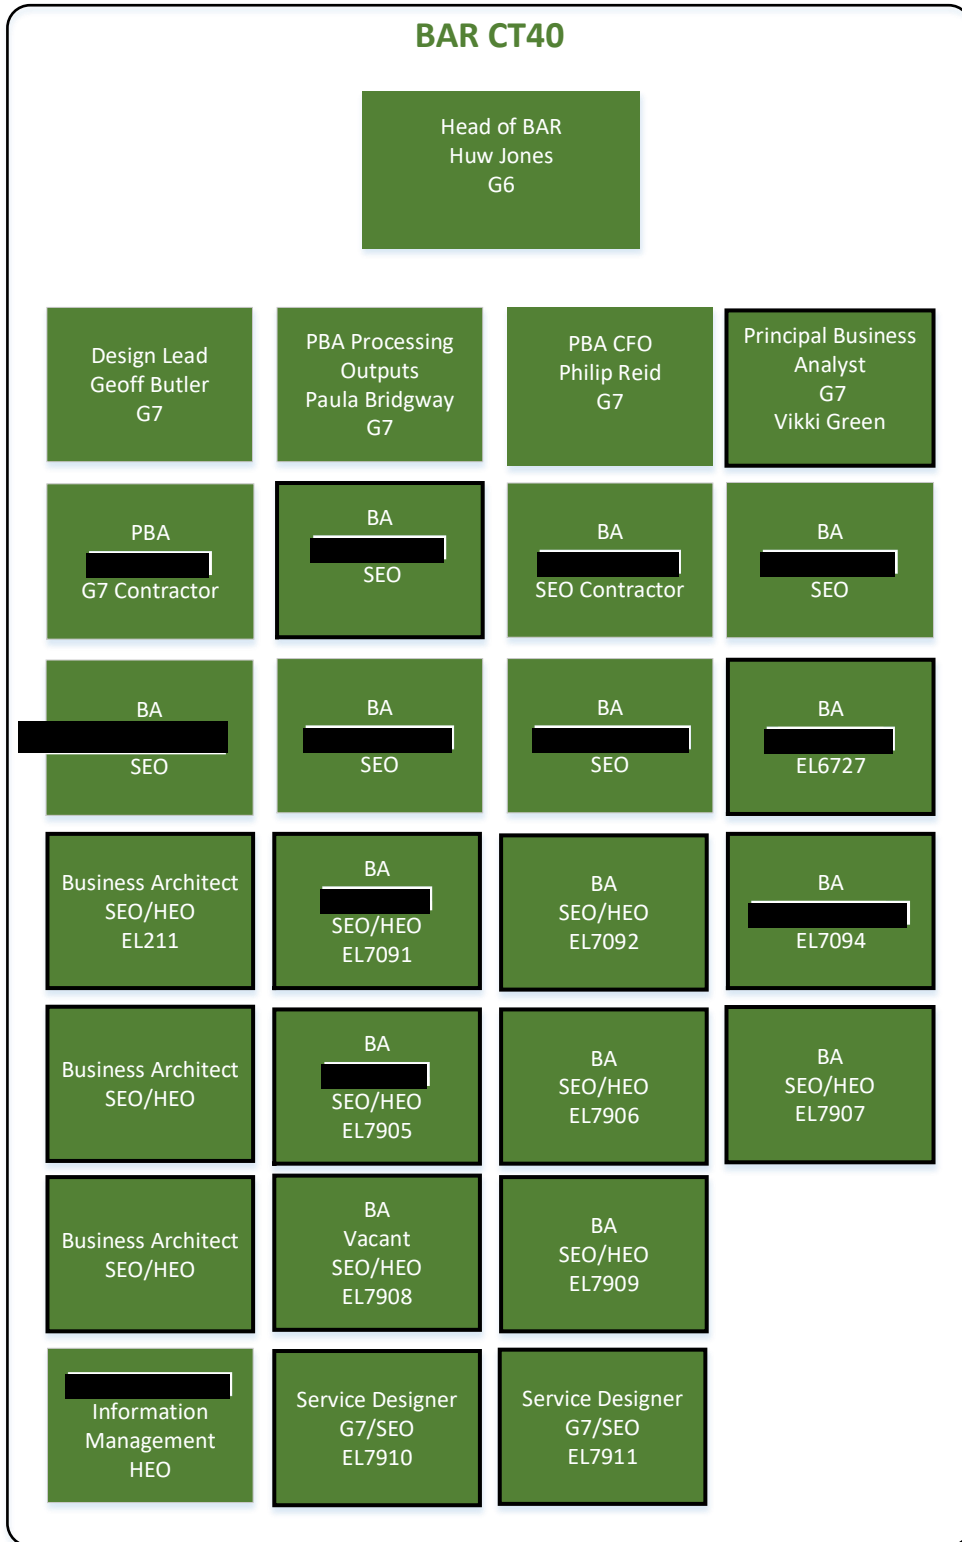 BAR CT40
Head of BAR
Huw Jones
G6
Design Lead
Geoff Butler
G7
PBA Processing
Outputs
Paula Bridgway
G7
PBA CFO
Philip Reid
G7
Principal Business
Analyst
G7
Vikki Green
PBA
G7 Contractor
BA
SEO
BA
SEO Contractor
BA
SEO
BA
SEO
BA
SEO
BA
SEO
BA
EL6727
Business Architect
SEO/HEO
EL211
BA
SEO/HEO
EL7091
BA
SEO/HEO
EL7092
BA
EL7094
Business Architect
SEO/HEO
BA
SEO/HEO
EL7905
BA
SEO/HEO
EL7906
BA
SEO/HEO
EL7907
Business Architect
SEO/HEO
BA
Vacant
SEO/HEO
EL7908
BA
SEO/HEO
EL7909
Information
Management
HEO
Service Designer
G7/SEO
EL7910
Service Designer
G7/SEO
EL7911